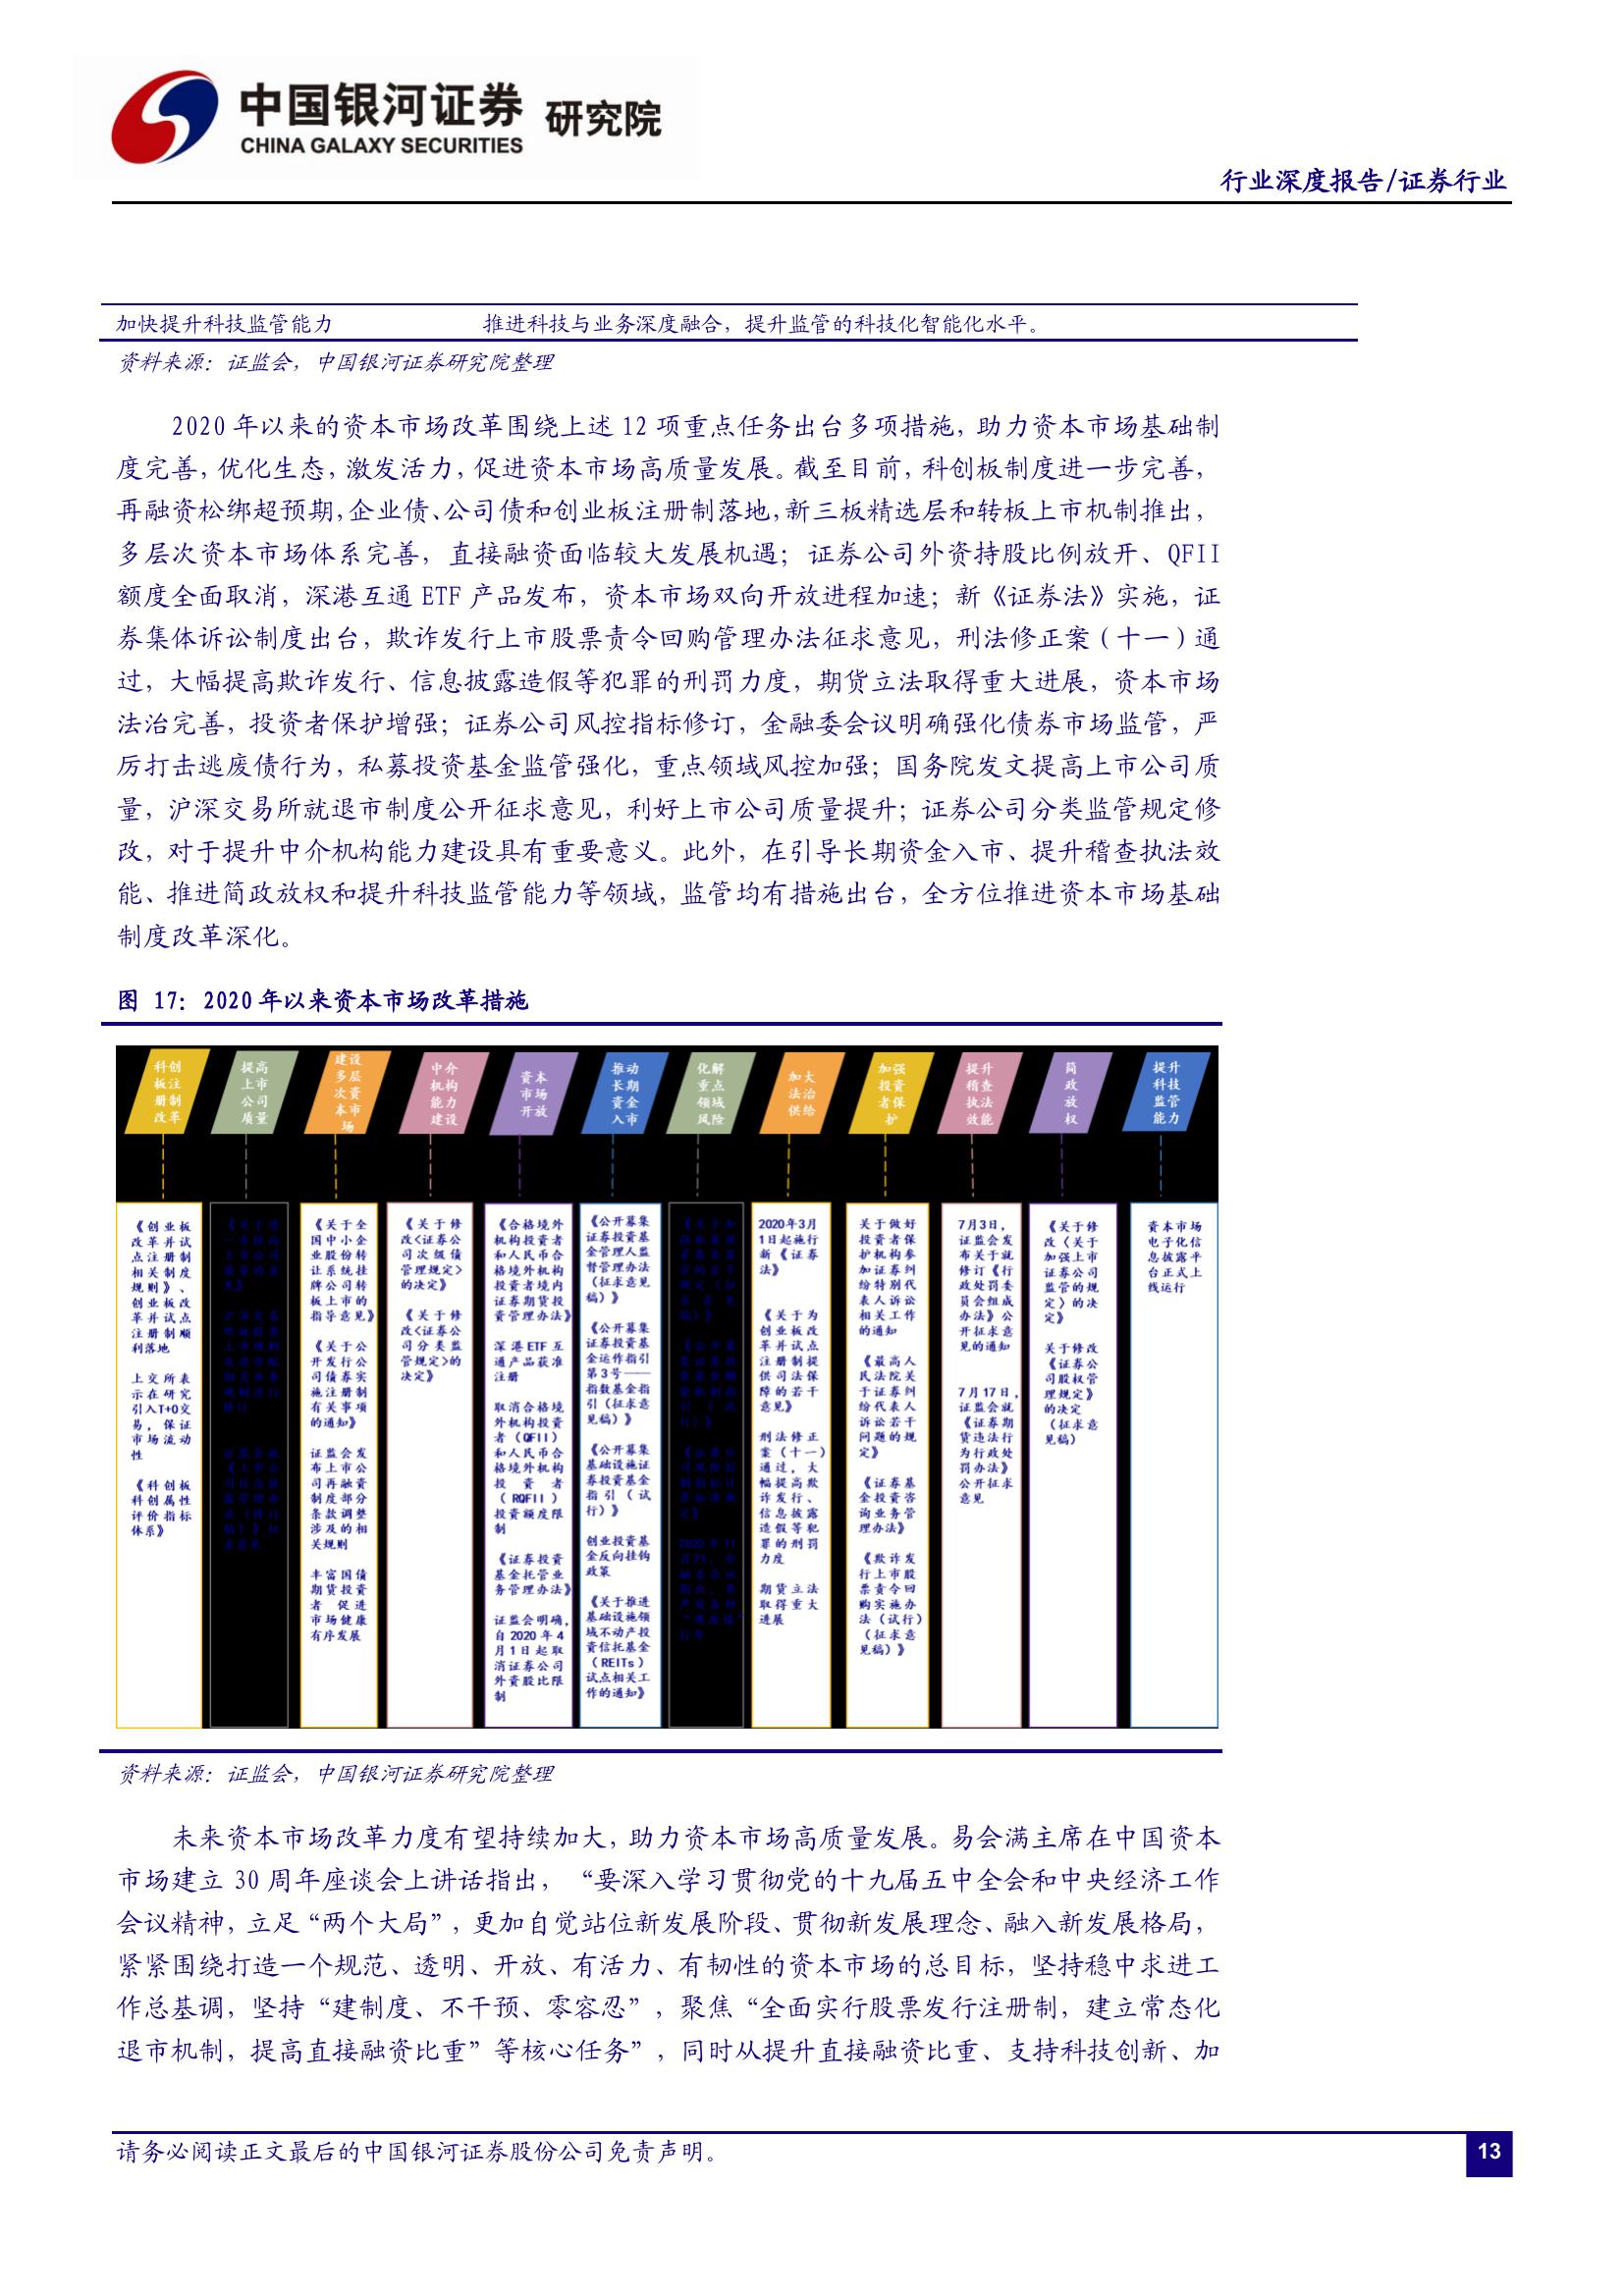 中国银河证券 研究院
CHINA GALAXY SECURITIES
行业深度报告/证券行业
加快提升科技监管能力 推进科技与业务深度融合，提升监管的科技化智能化水平。
资料来源：证监会，中国银河证券研究院整理
2020 年以来的资本市场改革围绕上述 12 项重点任务出台多项措施，助力资本市场基础制
度完善，优化生态，激发活力，促进资本市场高质量发展。截至目前，科创板制度进一步完善，
再融资松绑超预期，企业债、公司债和创业板注册制落地，新三板精选层和转板上市机制推出，
多层次资本市场体系完善，直接融资面临较大发展机遇；证券公司外资持股比例放开、QFII
额度全面取消，深港互通 ETF 产品发布，资本市场双向开放进程加速；新《证券法》实施，证
券集体诉讼制度出台，欺诈发行上市股票责令回购管理办法征求意见，刑法修正案（十一）通
过，大幅提高欺诈发行、信息披露造假等犯罪的刑罚力度，期货立法取得重大进展，资本市场
法治完善，投资者保护增强；证券公司风控指标修订，金融委会议明确强化债券市场监管，严
厉打击逃废债行为，私募投资基金监管强化，重点领域风控加强；国务院发文提高上市公司质
量，沪深交易所就退市制度公开征求意见，利好上市公司质量提升；证券公司分类监管规定修
改，对于提升中介机构能力建设具有重要意义。此外，在引导长期资金入市、提升稽查执法效
能、推进简政放权和提升科技监管能力等领域，监管均有措施出台，全方位推进资本市场基础
制度改革深化。
图 17：2020 年以来资本市场改革措施
科创
板注
册制
改革
提高
上市
公司
质量
建设
多层
次资
本市
场
中介
机构
能力
建设
资本
市场
开放
推动
长期
资金
入市
化解
重点
领域
风险
加大
法治
供给
加强
投资
者保
护
提升
稽查
执法
效能
简
政
放
权
提升
科技
监管
能力
《创业板
改革并试
点注册制
相关制度
规则》、
创业板改
革并试点
注册制顺
利落地
上交所表
示在研究
引入T+0交
易，保证
市场流动
性
《科创板
科创属性
评价指标
体系》
《关于全
国中小企
业股份转
让系统挂
牌公司转
板上市的
指导意见》
《关于公
开发行公
司债券实
施注册制
有关事项
的通知》
证监会发
布上市公
司再融资
制度部分
条款调整
涉及的相
关规则
丰富国债
期货投资
者 促进
市场健康
有序发展
《关于修
改<证券公
司次级债
管理规定>
的决定》
《关于修
改<证券公
司分类监
管规定>的
决定》
《合格境外
机构投资者
和人民币合
格境外机构
投资者境内
证券期货投
资管理办法》
深港ETF互
通产品获准
注册
取消合格境
外机构投资
者（QFII）
和人民币合
格境外机构
投资者
（RQFII）
投资额度限
制
《证券投资
基金托管业
务管理办法》
证监会明确，
自2020年4
月1日起取
消证券公司
外资股比限
制
《公开募集
证券投资基
金管理人监
督管理办法
（征求意见
稿）》
《公开募集
证券投资基
金运作指引
第3号——
指数基金指
引（征求意
见稿）》
《公开募集
基础设施证
券投资基金
指引（试
行）》
创业投资基
金反向挂钩
政策
《关于推进
基础设施领
域不动产投
资信托基金
（REITs）
试点相关工
作的通知》
2020年3月
1日起施行
新《证券
法》
《关于为
创业板改
革并试点
注册制提
供司法保
障的若干
意见》
刑法修正
案（十一）
通过，大
幅提高欺
诈发行、
信息披露
造假等犯
罪的刑罚
力度
期货立法
取得重大
进展
关于做好
投资者保
护机构参
加证券纠
纷特别代
表人诉讼
相关工作
的通知
《最高人
民法院关
于证券纠
纷代表人
诉讼若干
问题的规
定》
《证券基
金投资咨
询业务管
理办法》
《欺诈发
行上市股
票责令回
购实施办
法（试行）
（征求意
见稿）》
7月3日，
证监会发
布关于就
修订《行
政处罚委
员会组成
办法》公
开征求意
见的通知
7月17日，
证监会就
《证券期
货违法行
为行政处
罚办法》
公开征求
意见
《关于修
改〈关于
加强上市
证券公司
监管的规
定〉的决
定》
关于修改
《证券公
司股权管
理规定》
的决定
（征求意
见稿）
资本市场
电子化信
息披露平
台正式上
线运行
资料来源：证监会，中国银河证券研究院整理
未来资本市场改革力度有望持续加大，助力资本市场高质量发展。易会满主席在中国资本
市场建立 30 周年座谈会上讲话指出，“要深入学习贯彻党的十九届五中全会和中央经济工作
会议精神，立足“两个大局”，更加自觉站位新发展阶段、贯彻新发展理念、融入新发展格局，
紧紧围绕打造一个规范、透明、开放、有活力、有韧性的资本市场的总目标，坚持稳中求进工
作总基调，坚持“建制度、不干预、零容忍”，聚焦“全面实行股票发行注册制，建立常态化
退市机制，提高直接融资比重”等核心任务”，同时从提升直接融资比重、支持科技创新、加
请务必阅读正文最后的中国银河证券股份公司免责声明。
13